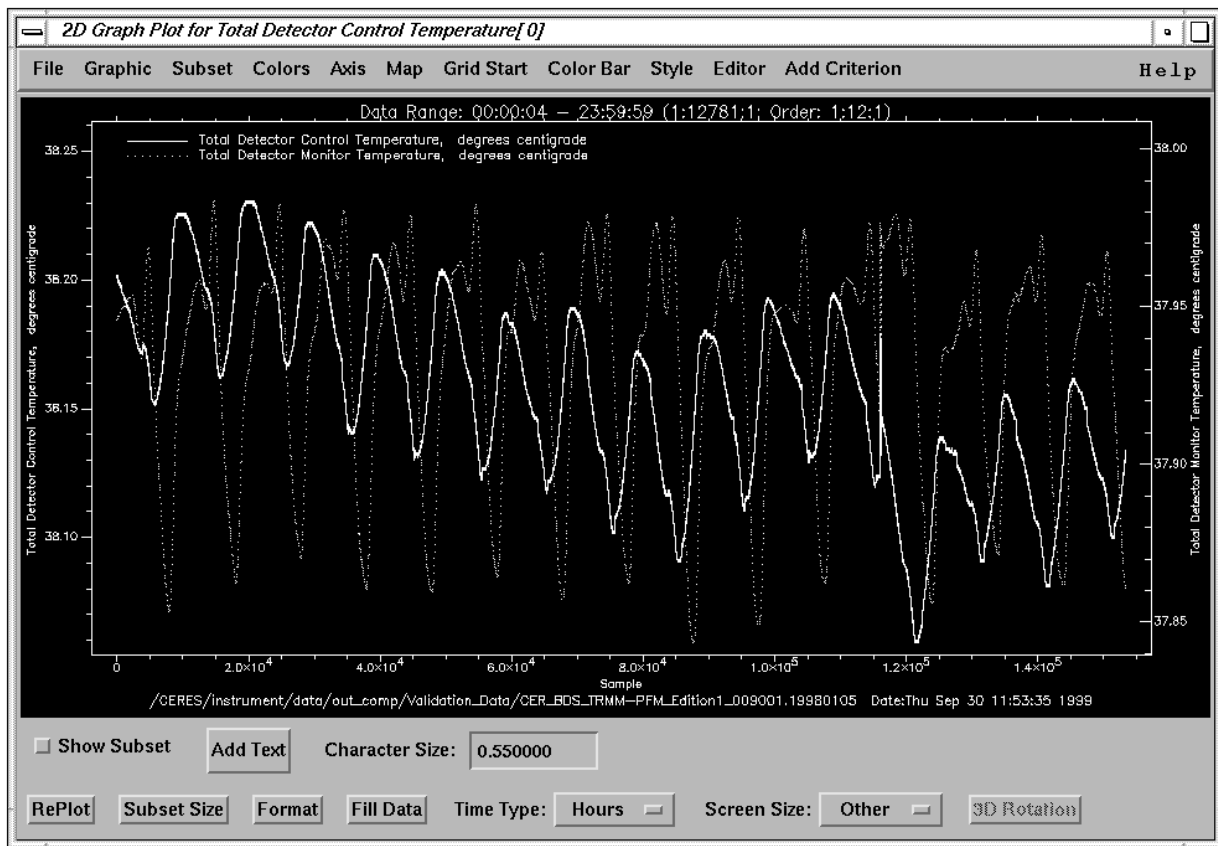 2D Graph Plot for Total Detector Control Temperature[ 0]
File Graphic Subset Colors Axis Map Grid Start Color Bar Style Editor Add Criterion Help
Data Range: 00:00:04 – 23:59:59 (1:12781:1; Order: 1:12:1)
Total Detector Control Temperature, degrees centigrade
Total Detector Monitor Temperature, degrees centigrade
38.25
38.20
38.15
38.10
Total Detector Control Temperature, degrees centigrade
38.00
37.95
37.90
37.85
Total Detector Monitor Temperature, degrees centigrade
0 2.0×10⁴ 4.0×10⁴ 6.0×10⁴ 8.0×10⁴ 1.0×10⁵ 1.2×10⁵ 1.4×10⁵
Sample
/CERES/instrument/data/out_comp/Validation_Data/CER_BDS_TRMM–PFM_Edition1_009001.19980105 Date:Thu Sep 30 11:53:35 1999
Show Subset Add Text Character Size: 0.550000
RePlot Subset Size Format Fill Data Time Type: Hours Screen Size: Other 3D Rotation